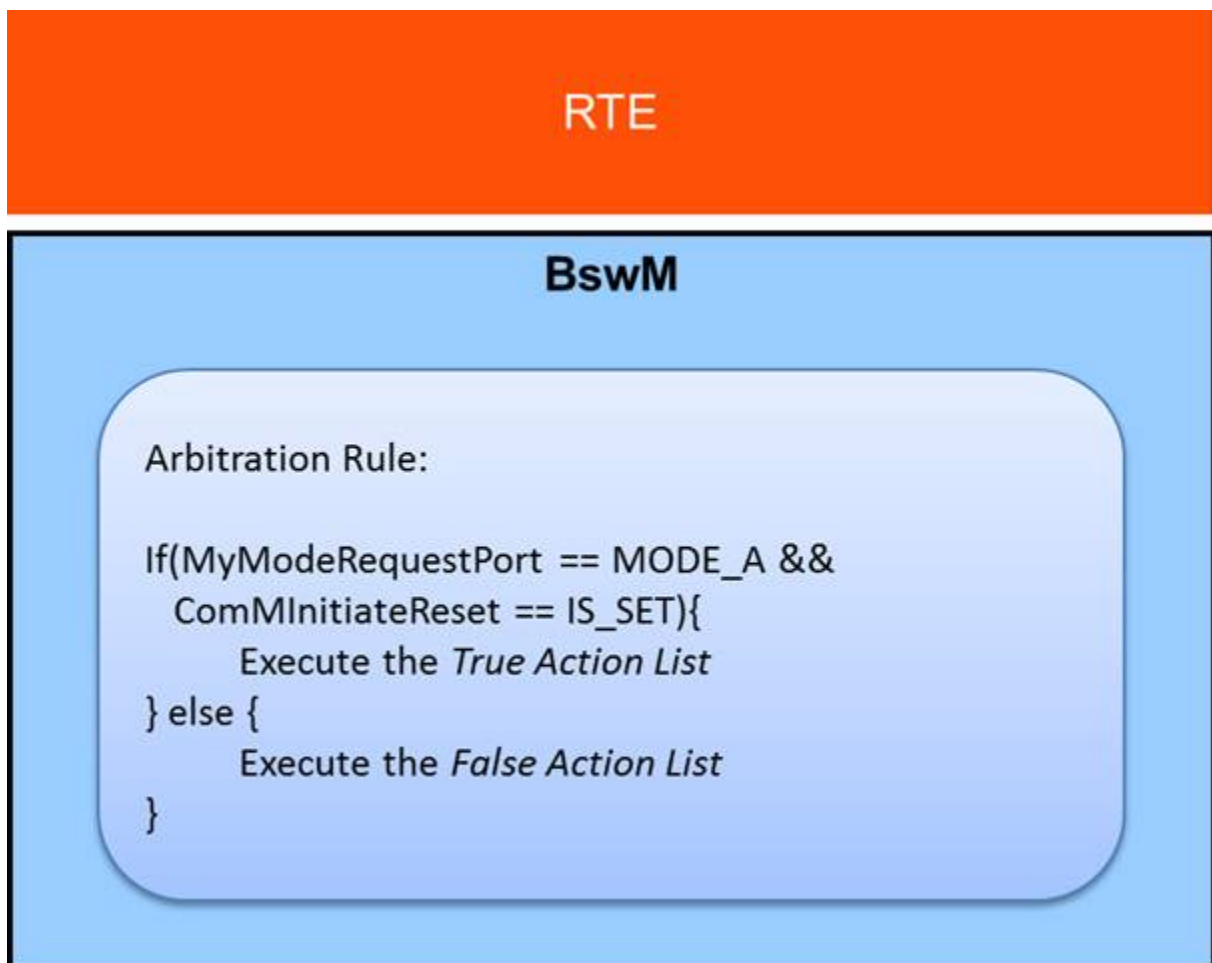 RTE
BswM
Arbitration Rule:
If(MyModeRequestPort == MODE_A &&
ComMInitiateReset == IS_SET){
Execute the True Action List
} else {
Execute the False Action List
}